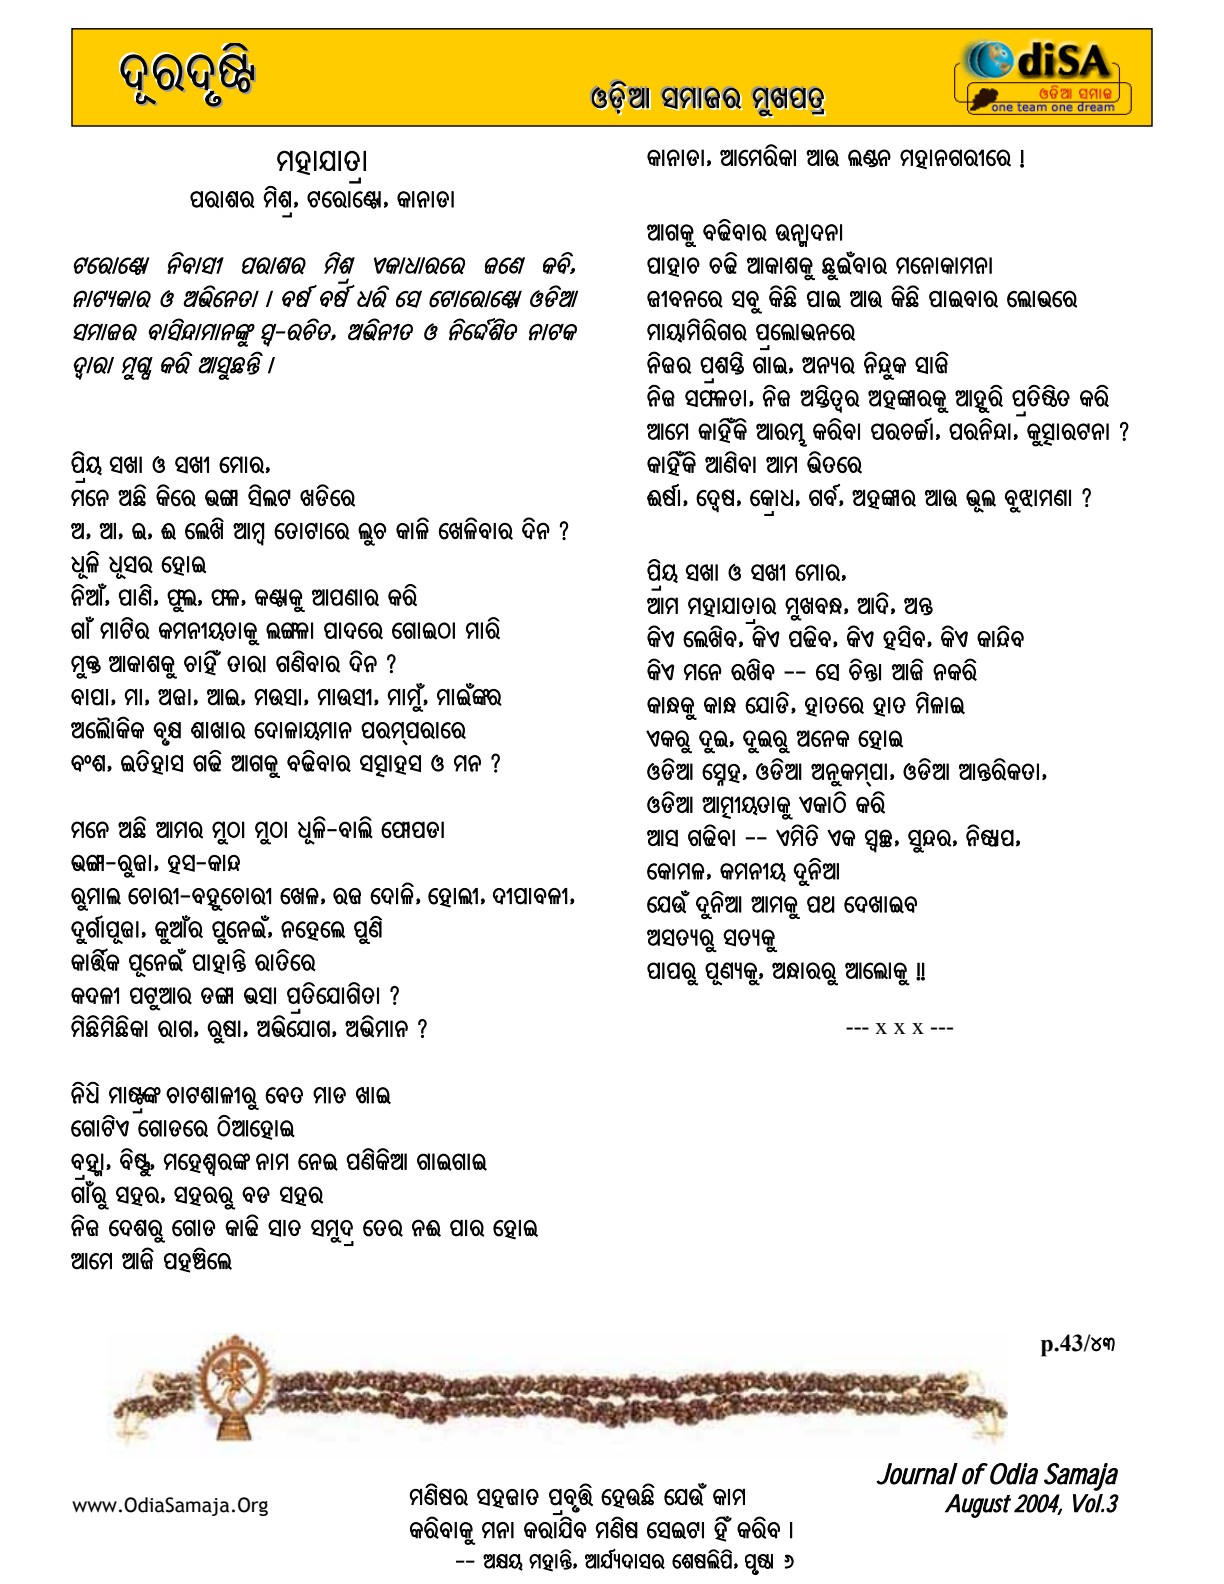 ଦୂରଦୃଷ୍ଟି
ଓଡ଼ିଆ ସମାଜର ମୁଖପତ୍ର
OdiSA
ଓଡିଆ ସମାଜ
one team one dream
ମହାଯାତ୍ରା
ପରାଶର ମିଶ୍ର, ଟରୋଣ୍ଟୋ, କାନାଡା
ଟରୋଣ୍ଟୋ ନିବାସୀ ପରାଶର ମିଶ୍ର ଏକାଧାରରେ ଜଣେ କବି,
ନାଟ୍ୟକାର ଓ ଅଭିନେତା । ବର୍ଷ ବର୍ଷ ଧରି ସେ ଟୋରୋଣ୍ଟୋ ଓଡିଆ
ସମାଜର ବାସିନ୍ଦାମାନଙ୍କୁ ସ୍ଵ-ରଚିତ, ଅଭିନୀତ ଓ ନିର୍ଦ୍ଦେଶିତ ନାଟକ
ଦ୍ଵାରା ମୁଗ୍ଧ କରି ଆସୁଛନ୍ତି ।
ପ୍ରିୟ ସଖା ଓ ସଖୀ ମୋର,
ମନେ ଅଛି କିରେ ଭଙ୍ଗା ସିଲଟ ଖଡିରେ
ଅ, ଆ, ଇ, ଈ ଲେଖି ଆମ୍ବ ତୋଟାରେ ଲୁଚ କାଳି ଖେଳିବାର ଦିନ ?
ଧୂଳି ଧୂସର ହୋଇ
ନିଆଁ, ପାଣି, ଫୁଲ, ଫଳ, କଣ୍ଟାକୁ ଆପଣାର କରି
ଗାଁ ମାଟିର କମନୀୟତାକୁ ଲଙ୍ଗଳା ପାଦରେ ଗୋଇଠା ମାରି
ମୁକ୍ତ ଆକାଶକୁ ଚାହିଁ ତାରା ଗଣିବାର ଦିନ ?
ବାପା, ମା, ଅଜା, ଆଇ, ମଉସା, ମାଉସୀ, ମାମୁଁ, ମାଇଁଙ୍କର
ଅଲୌକିକ ବୃକ୍ଷ ଶାଖାର ଦୋଳାୟମାନ ପରମ୍ପରାରେ
ବଂଶ, ଇତିହାସ ଗଢି ଆଗକୁ ବଢିବାର ସତ୍ସାହସ ଓ ମନ ?
ମନେ ଅଛି ଆମର ମୁଠା ମୁଠା ଧୂଳି-ବାଲି ଫୋପଡା
ଭଙ୍ଗା-ରୁଜା, ହସ-କାନ୍ଦ
ରୁମାଲ ଚୋରୀ-ବହୁଚୋରୀ ଖେଳ, ରଜ ଦୋଳି, ହୋଲୀ, ଦୀପାବଳୀ,
ଦୁର୍ଗାପୂଜା, କୁଆଁର ପୁନେଇଁ, ନହେଲେ ପୁଣି
କାର୍ତ୍ତିକ ପୂନେଇଁ ପାହାନ୍ତି ରାତିରେ
କଦଳୀ ପଟୁଆର ଡଙ୍ଗା ଭସା ପ୍ରତିଯୋଗିତା ?
ମିଛିମିଛିକା ରାଗ, ରୁଷା, ଅଭିଯୋଗ, ଅଭିମାନ ?
ନିଧି ମାଷ୍ଟ୍ରଙ୍କ ଚାଟଶାଳୀରୁ ବେତ ମାଡ ଖାଇ
ଗୋଟିଏ ଗୋଡରେ ଠିଆହୋଇ
ବ୍ରହ୍ମା, ବିଷ୍ଣୁ, ମହେଶ୍ଵରଙ୍କ ନାମ ନେଇ ପଣିକିଆ ଗାଇଗାଇ
ଗାଁରୁ ସହର, ସହରରୁ ବଡ ସହର
ନିଜ ଦେଶରୁ ଗୋଡ କାଢି ସାତ ସମୁଦ୍ର ତେର ନଈ ପାର ହୋଇ
ଆମେ ଆଜି ପହଞ୍ଚିଲେ
କାନାଡା, ଆମେରିକା ଆଉ ଲଣ୍ଡନ ମହାନଗରୀରେ !
ଆଗକୁ ବଢିବାର ଉନ୍ମାଦନା
ପାହାଚ ଚଢି ଆକାଶକୁ ଛୁଇଁବାର ମନୋକାମନା
ଜୀବନରେ ସବୁ କିଛି ପାଇ ଆଉ କିଛି ପାଇବାର ଲୋଭରେ
ମାୟାମିରିଗର ପ୍ରଲୋଭନରେ
ନିଜର ପ୍ରଶସ୍ତି ଗାଇ, ଅନ୍ୟର ନିନ୍ଦୁକ ସାଜି
ନିଜ ସଫଳତା, ନିଜ ଅସ୍ତିତ୍ଵର ଅହଙ୍କାରକୁ ଆହୁରି ପ୍ରତିଷ୍ଠିତ କରି
ଆମେ କାହିଁକି ଆରମ୍ଭ କରିବା ପରଚର୍ଚ୍ଚା, ପରନିନ୍ଦା, କୁତ୍ସାରଟନା ?
କାହିଁକି ଆଣିବା ଆମ ଭିତରେ
ଈର୍ଷା, ଦ୍ଵେଷ, କ୍ରୋଧ, ଗର୍ବ, ଅହଙ୍କାର ଆଉ ଭୂଲ ବୁଝାମଣା ?
ପ୍ରିୟ ସଖା ଓ ସଖୀ ମୋର,
ଆମ ମହାଯାତ୍ରାର ମୁଖବନ୍ଧ, ଆଦି, ଅନ୍ତ
କିଏ ଲେଖିବ, କିଏ ପଢିବ, କିଏ ହସିବ, କିଏ କାନ୍ଦିବ
କିଏ ମନେ ରଖିବ -- ସେ ଚିନ୍ତା ଆଜି ନକରି
କାନ୍ଧକୁ କାନ୍ଧ ଯୋଡି, ହାତରେ ହାତ ମିଳାଇ
ଏକରୁ ଦୁଇ, ଦୁଇରୁ ଅନେକ ହୋଇ
ଓଡିଆ ସ୍ନେହ, ଓଡିଆ ଅନୁକମ୍ପା, ଓଡିଆ ଆନ୍ତରିକତା,
ଓଡିଆ ଆତ୍ମୀୟତାକୁ ଏକାଠି କରି
ଆସ ଗଢିବା -- ଏମିତି ଏକ ସ୍ଵଚ୍ଛ, ସୁନ୍ଦର, ନିଷ୍ପାପ,
କୋମଳ, କମନୀୟ ଦୁନିଆ
ଯେଉଁ ଦୁନିଆ ଆମକୁ ପଥ ଦେଖାଇବ
ଅସତ୍ୟରୁ ସତ୍ୟକୁ
ପାପରୁ ପୂଣ୍ୟକୁ, ଅନ୍ଧାରରୁ ଆଲୋକୁ !!
--- x x x ---
p.43/୪୩
Journal of Odia Samaja
August 2004, Vol.3
www.OdiaSamaja.Org
ମଣିଷର ସହଜାତ ପ୍ରବୃତ୍ତି ହେଉଛି ଯେଉଁ କାମ
କରିବାକୁ ମନା କରାଯିବ ମଣିଷ ସେଇଟା ହିଁ କରିବ ।
-- ଅକ୍ଷୟ ମହାନ୍ତି, ଆର୍ଯ୍ୟଦାସର ଶେଷଲିପି, ପୃଷ୍ଠା ୬